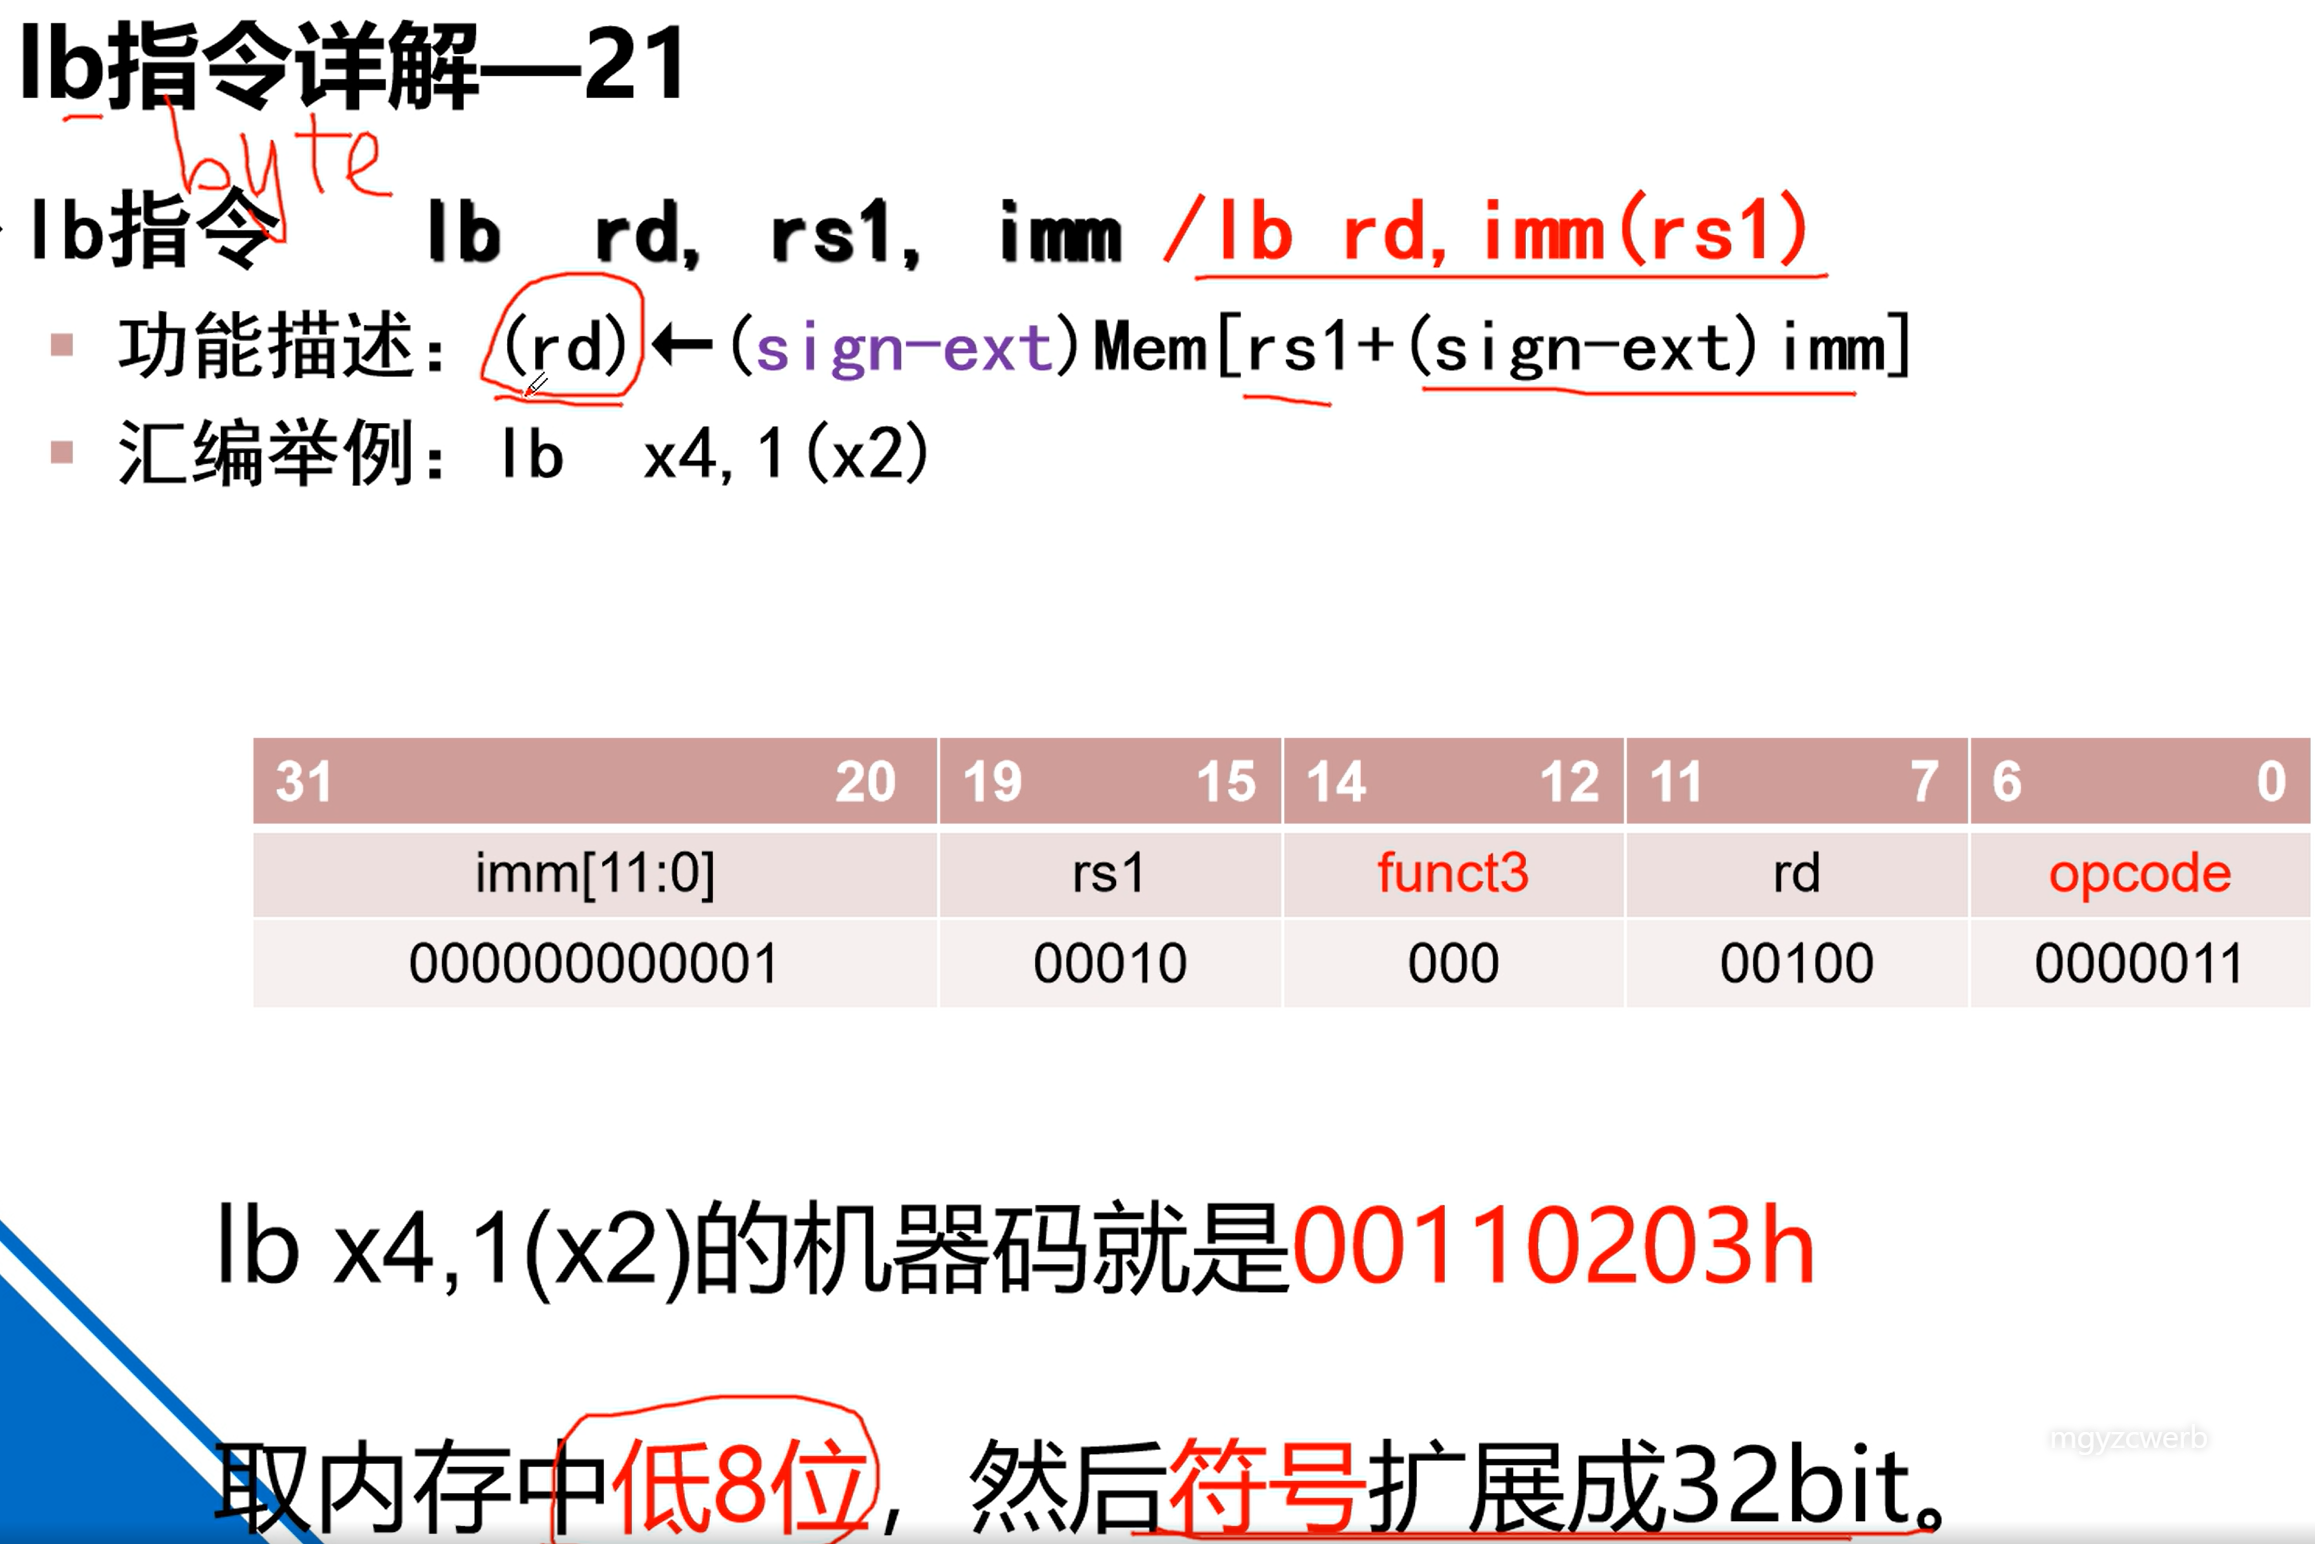 lb指令详解—21
byte
lb指令 lb rd, rs1, imm /lb rd,imm(rs1)
功能描述: (rd)←(sign-ext)Mem[rs1+(sign-ext)imm]
汇编举例: lb x4,1(x2)
31 20 19 15 14 12 11 7 6 0
imm[11:0] rs1 funct3 rd opcode
000000000001 00010 000 00100 0000011
lb x4,1(x2)的机器码就是00110203h
取内存中低8位，然后符号扩展成32bit。
mgyzcwerb